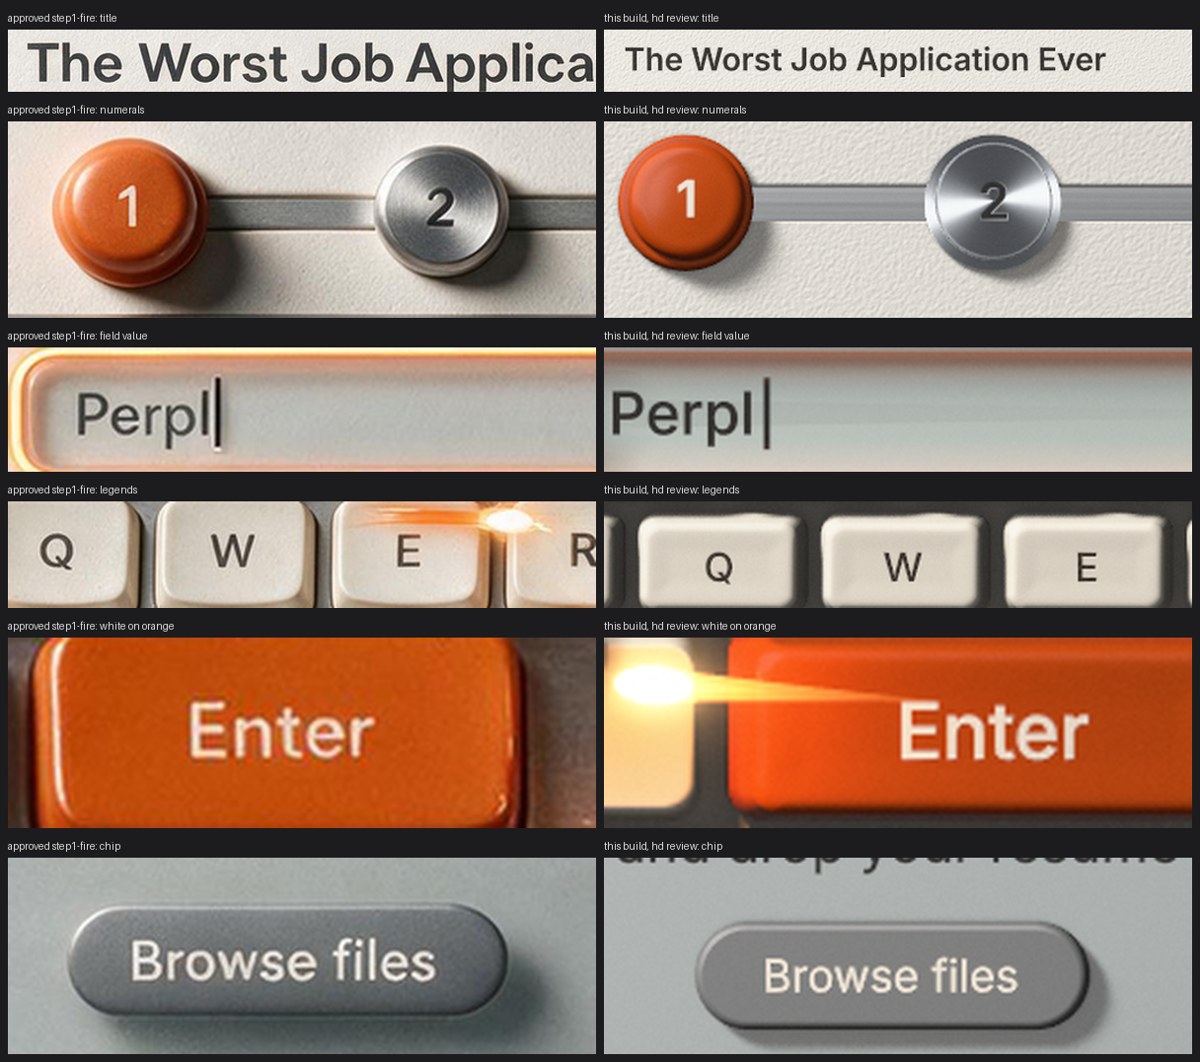 approved step1-fire: title
this build, hd review: title
The Worst Job Applica
The Worst Job Application Ever
approved step1-fire: numerals
this build, hd review: numerals
1
2
1
2
approved step1-fire: field value
this build, hd review: field value
Perpl
Perpl
approved step1-fire: legends
this build, hd review: legends
Q W E R
Q W E
approved step1-fire: white on orange
this build, hd review: white on orange
Enter
Enter
approved step1-fire: chip
this build, hd review: chip
and drop your resume
Browse files
Browse files